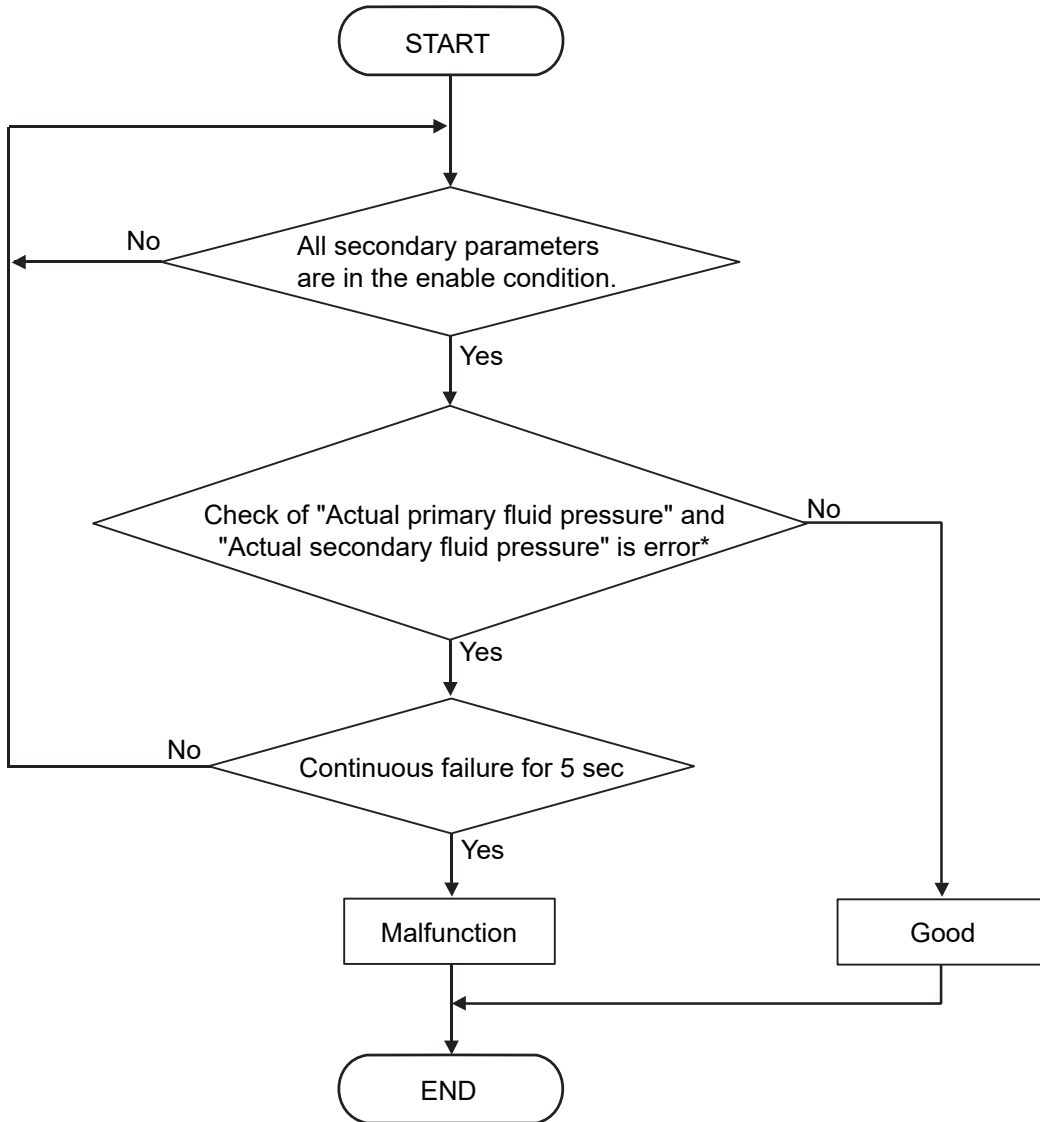 START
No
All secondary parameters
are in the enable condition.
Yes
No
Check of "Actual primary fluid pressure" and
"Actual secondary fluid pressure" is error*
Yes
No
Continuous failure for 5 sec
Yes
Malfunction
Good
END